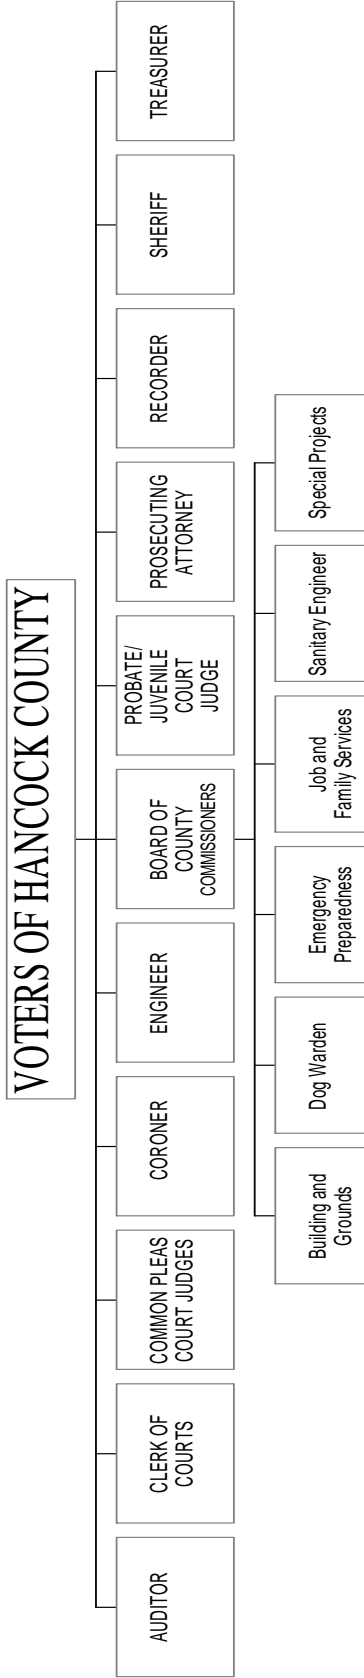 VOTERS OF HANCOCK COUNTY
AUDITOR
CLERK OF
COURTS
COMMON PLEAS
COURT JUDGES
CORONER
ENGINEER
BOARD OF
COUNTY
COMMISSIONERS
PROBATE/
JUVENILE
COURT
JUDGE
PROSECUTING
ATTORNEY
RECORDER
SHERIFF
TREASURER
Building and
Grounds
Dog Warden
Emergency
Preparedness
Job and
Family Services
Sanitary Engineer
Special Projects